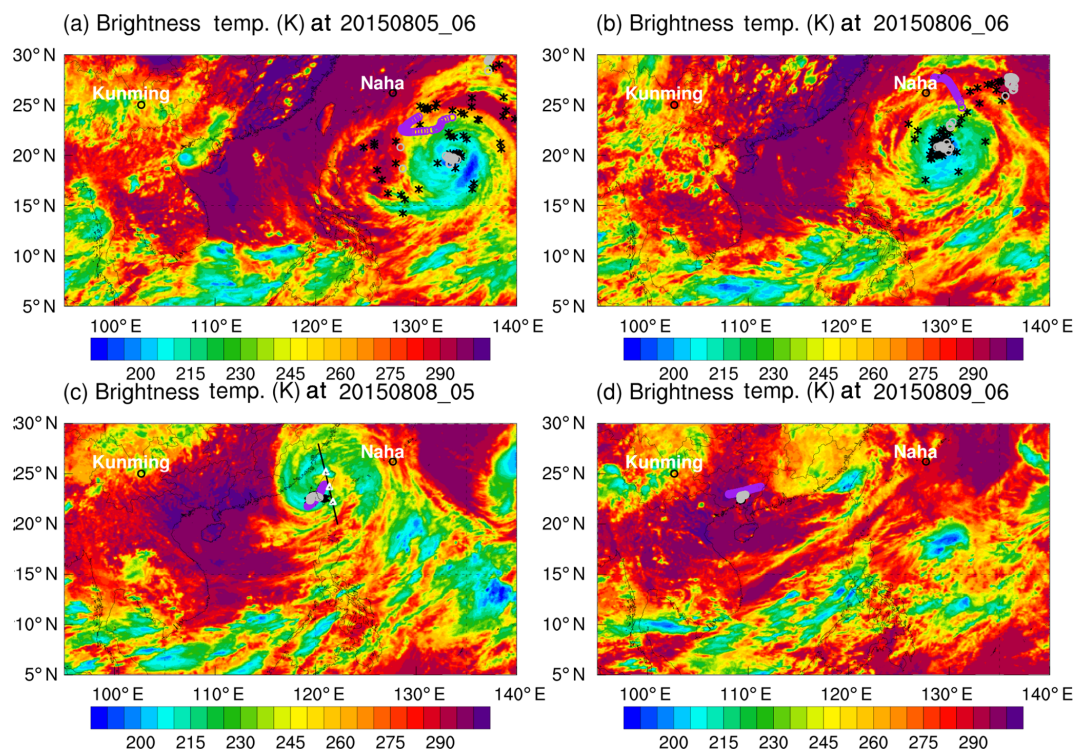 (a) Brightness temp. (K) at 20150805_06
30° N
25° N
20° N
15° N
10° N
5° N
Kunming
Naha
100° E 110° E 120° E 130° E 140° E
200 215 230 245 260 275 290
(b) Brightness temp. (K) at 20150806_06
30° N
25° N
20° N
15° N
10° N
5° N
Kunming
Naha
100° E 110° E 120° E 130° E 140° E
200 215 230 245 260 275 290
(c) Brightness temp. (K) at 20150808_05
30° N
25° N
20° N
15° N
10° N
5° N
Kunming
Naha
A
100° E 110° E 120° E 130° E 140° E
200 215 230 245 260 275 290
(d) Brightness temp. (K) at 20150809_06
30° N
25° N
20° N
15° N
10° N
5° N
Kunming
Naha
100° E 110° E 120° E 130° E 140° E
200 215 230 245 260 275 290